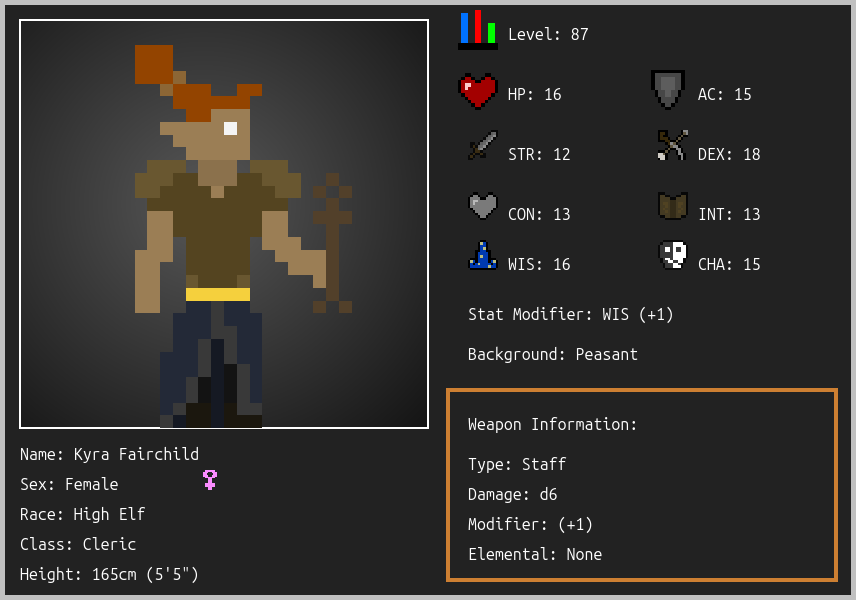 Level: 87
HP: 16
AC: 15
STR: 12
DEX: 18
CON: 13
INT: 13
WIS: 16
CHA: 15
Stat Modifier: WIS (+1)
Background: Peasant
Weapon Information:
Type: Staff
Damage: d6
Modifier: (+1)
Elemental: None
Name: Kyra Fairchild
Sex: Female
Race: High Elf
Class: Cleric
Height: 165cm (5'5")